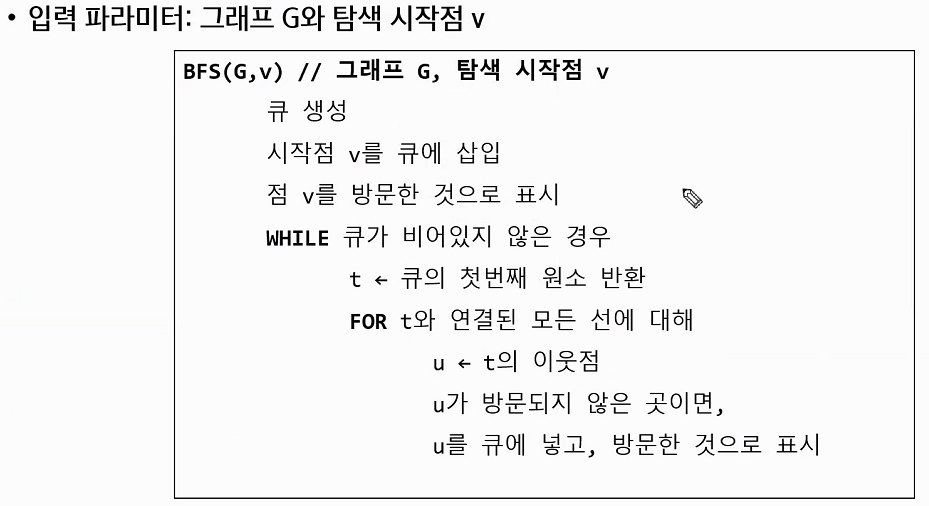 • 입력 파라미터: 그래프 G와 탐색 시작점 v
BFS(G,v) // 그래프 G, 탐색 시작점 v
큐 생성
시작점 v를 큐에 삽입
점 v를 방문한 것으로 표시
WHILE 큐가 비어있지 않은 경우
t ← 큐의 첫번째 원소 반환
FOR t와 연결된 모든 선에 대해
u ← t의 이웃점
u가 방문되지 않은 곳이면,
u를 큐에 넣고, 방문한 것으로 표시